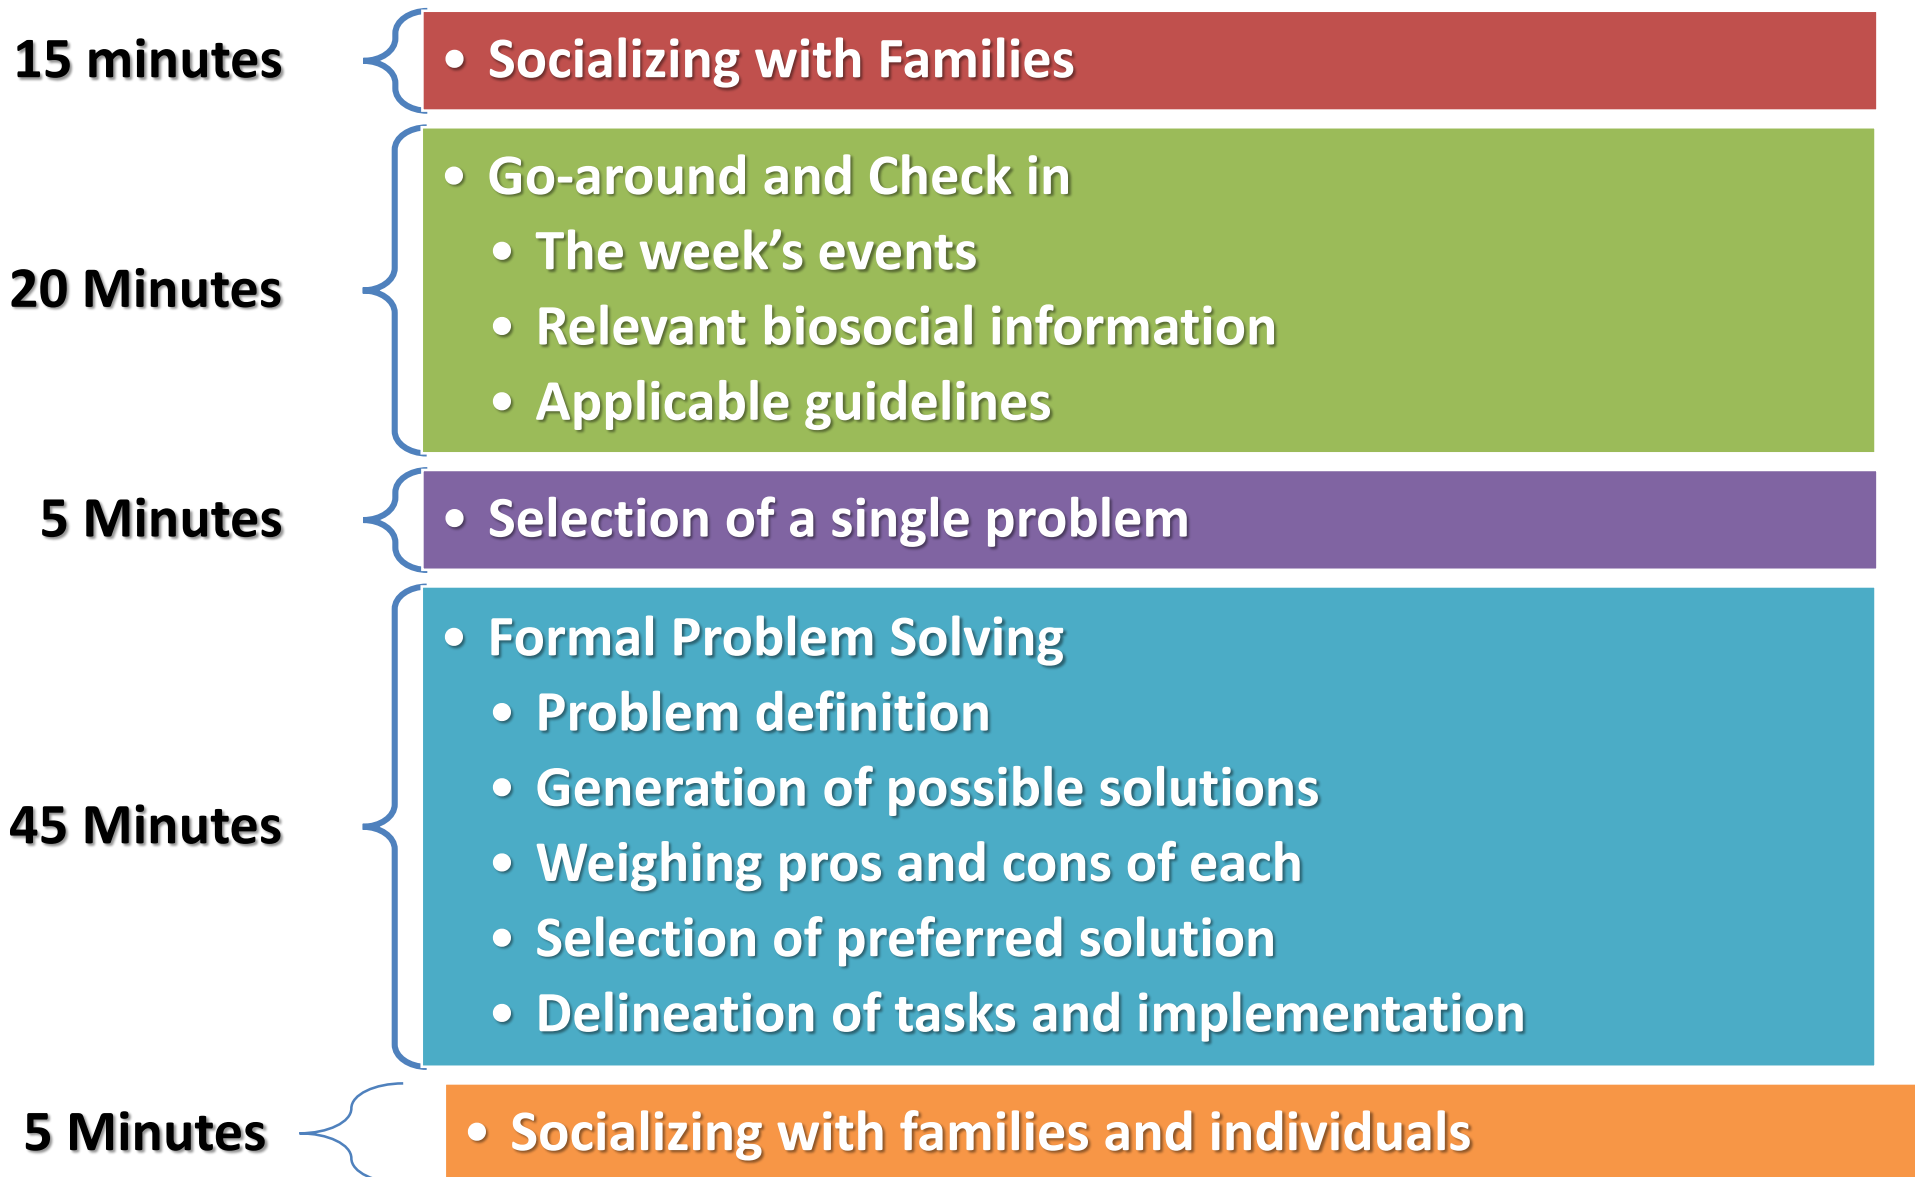 15 minutes
• Socializing with Families
20 Minutes
• Go-around and Check in
• The week’s events
• Relevant biosocial information
• Applicable guidelines
5 Minutes
• Selection of a single problem
45 Minutes
• Formal Problem Solving
• Problem definition
• Generation of possible solutions
• Weighing pros and cons of each
• Selection of preferred solution
• Delineation of tasks and implementation
5 Minutes
• Socializing with families and individuals